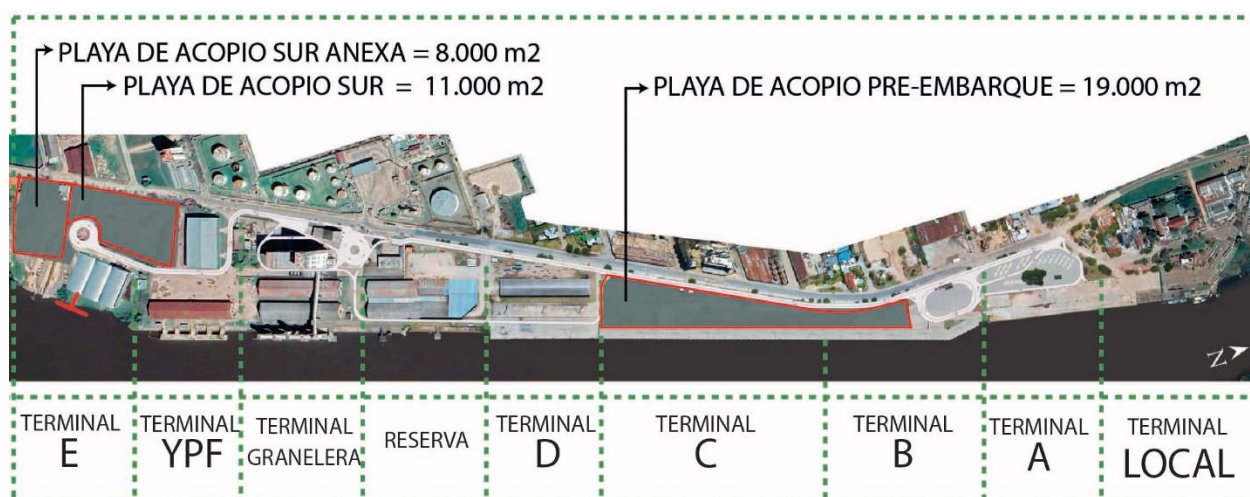 PLAYA DE ACOPIO SUR ANEXA = 8.000 m2
PLAYA DE ACOPIO SUR = 11.000 m2
PLAYA DE ACOPIO PRE-EMBARQUE = 19.000 m2
N
TERMINAL
E
TERMINAL
YPF
TERMINAL
GRANELERA
RESERVA
TERMINAL
D
TERMINAL
C
TERMINAL
B
TERMINAL
A
TERMINAL
LOCAL